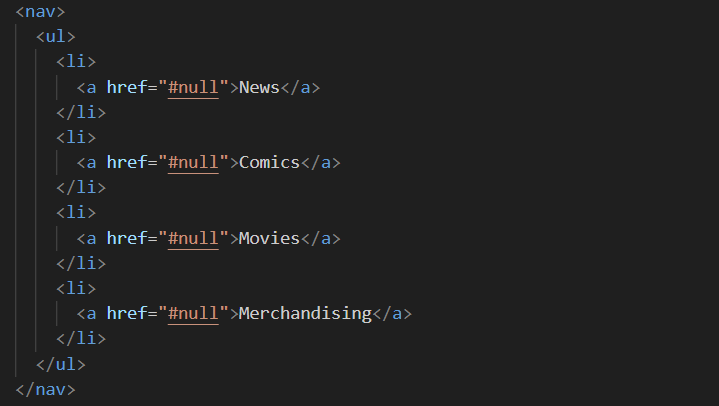 <nav>
<ul>
<li>
<a href="#null">News</a>
</li>
<li>
<a href="#null">Comics</a>
</li>
<li>
<a href="#null">Movies</a>
</li>
<li>
<a href="#null">Merchandising</a>
</li>
</ul>
</nav>